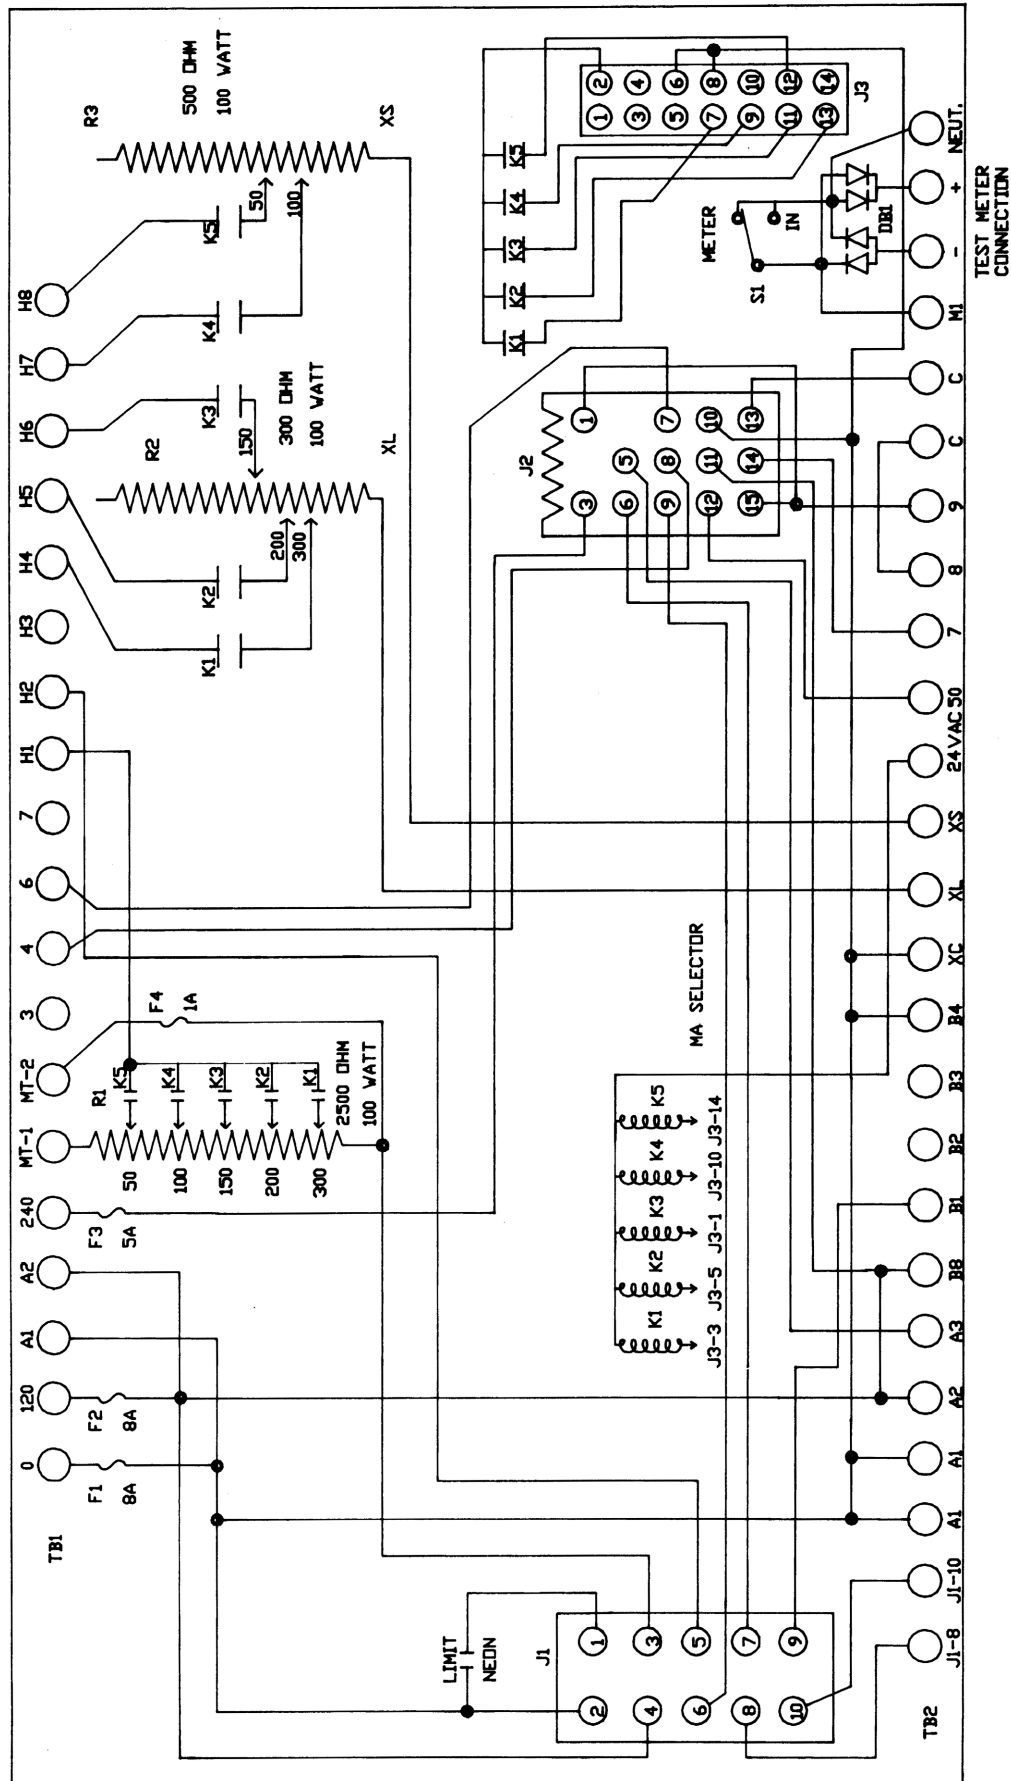 TB1
0
120
A1
A2
240
MT-1
MT-2
3
4
6
7
H1
H2
H3
H4
H5
H6
H7
H8
F1
8A
F2
8A
F3
5A
F4
1A
R1
K5
K4
K3
K2
K1
50
100
150
200
300
2500 OHM
100 WATT
K1
K2
K3
K4
K5
R2
200
300
150
300 OHM
100 WATT
XL
R3
500 OHM
100 WATT
50
100
XS
LIMIT
NEON
J1
1
3
5
7
9
2
4
6
8
10
MA SELECTOR
K1
K2
K3
K4
K5
J3-3
J3-5
J3-1
J3-10
J3-14
J2
1
7
10
13
5
8
11
14
3
6
9
12
15
K1
K2
K3
K4
K5
J3
2
4
6
8
10
12
14
1
3
5
7
9
11
13
METER
IN
S1
DB1
TB2
J1-8
J1-10
A1
A1
A2
A3
B8
B1
B2
B3
B4
XC
XL
XS
24VAC
50
7
8
9
C
C
M1
-
+
NEUT.
TEST METER
CONNECTION